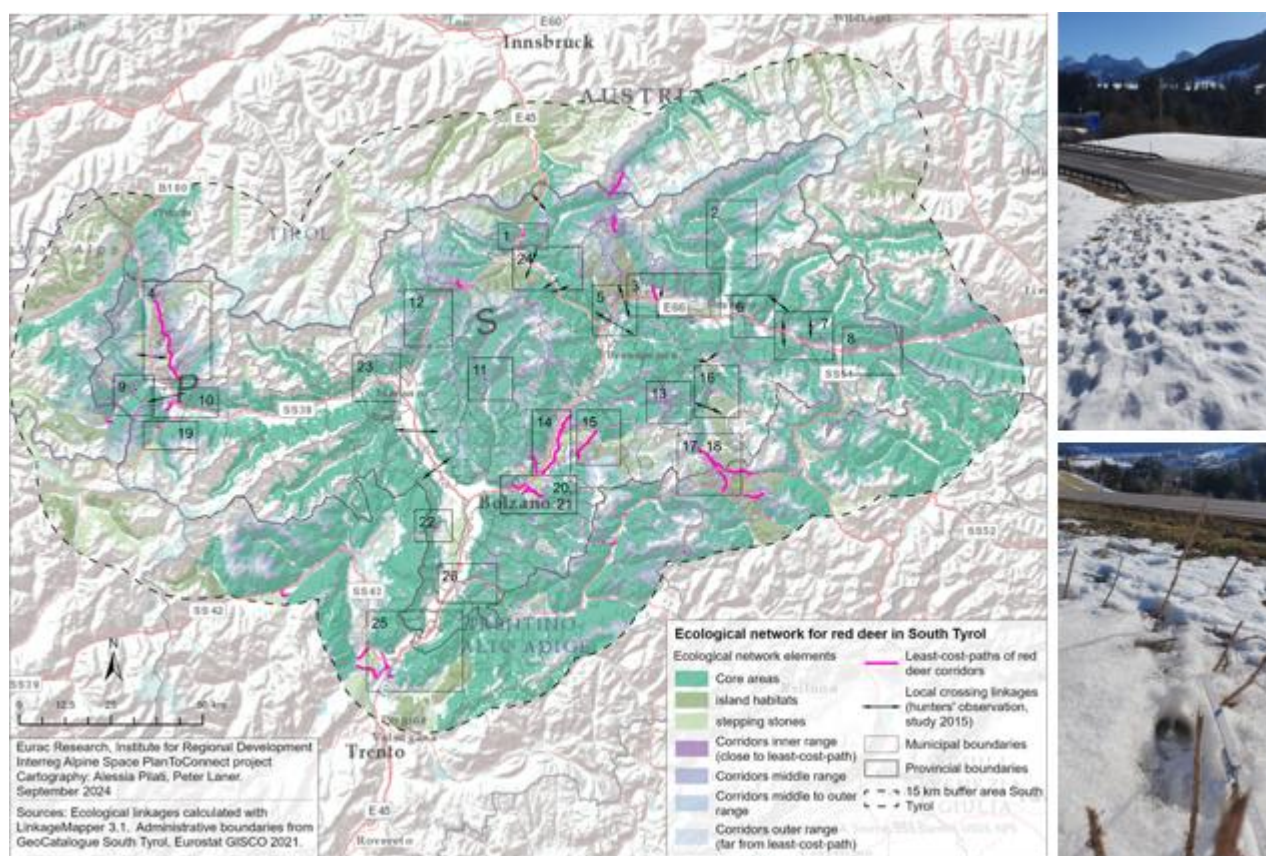 E60
Innsbruck
AUSTRIA
E 45
B180
TIROL
1
2
24
3
4
5
E66
6
7
8
12
S
11
23
9
P
10
SS38
19
13
16
SS51
14
15
17
18
Bolzano
20,
21
22
SS52
26
SS43
SS 42
25
TRENTINO
ALTO ADIGE
N
SS39
0
12.5
25
50 km
Trento
E 45
Rovereto
Eurac Research, Institute for Regional Development
Interreg Alpine Space PlanToConnect project
Cartography: Alessia Pilati, Peter Laner.
September 2024
Sources: Ecological linkages calculated with
LinkageMapper 3.1. Administrative boundaries from
GeoCatalogue South Tyrol, Eurostat GISCO 2021.
Ecological network for red deer in South Tyrol
Ecological network elements
Core areas
island habitats
stepping stones
Corridors inner range
(close to least-cost-path)
Corridors middle range
Corridors middle to outer
range
Corridors outer range
(far from least-cost-path)
Least-cost-paths of red
deer corridors
Local crossing linkages
(hunters' observation,
study 2015)
Municipal boundaries
Provincial boundaries
15 km buffer area South
Tyrol